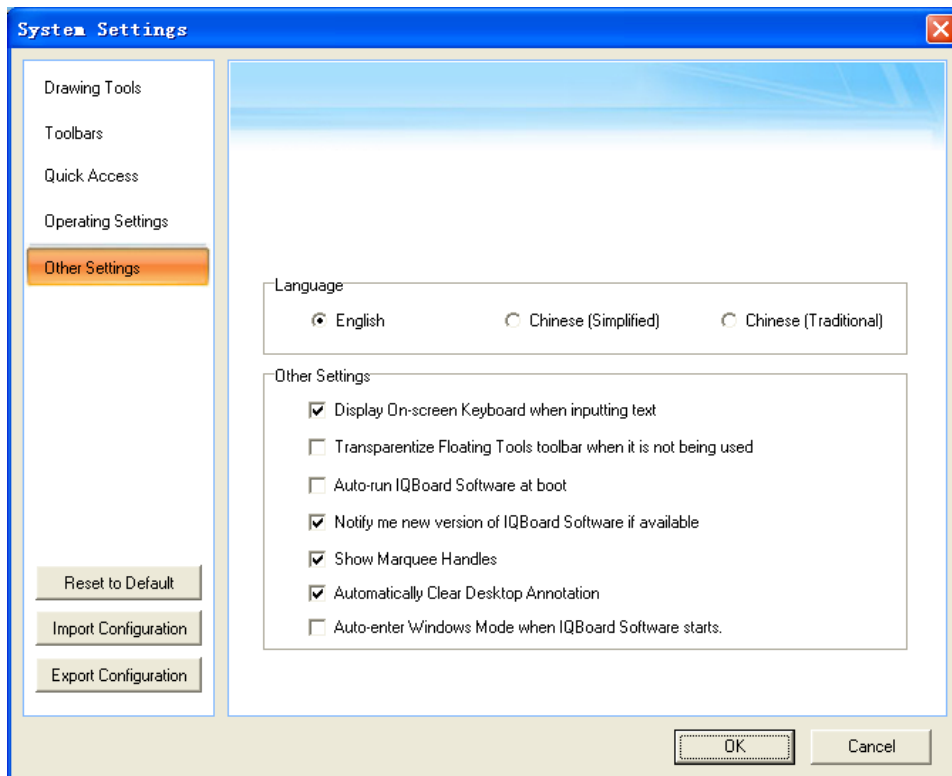 System Settings
Drawing Tools
Toolbars
Quick Access
Operating Settings
Other Settings
Reset to Default
Import Configuration
Export Configuration
Language
English Chinese (Simplified) Chinese (Traditional)
Other Settings
Display On-screen Keyboard when inputting text
Transparentize Floating Tools toolbar when it is not being used
Auto-run IQBoard Software at boot
Notify me new version of IQBoard Software if available
Show Marquee Handles
Automatically Clear Desktop Annotation
Auto-enter Windows Mode when IQBoard Software starts.
OK Cancel